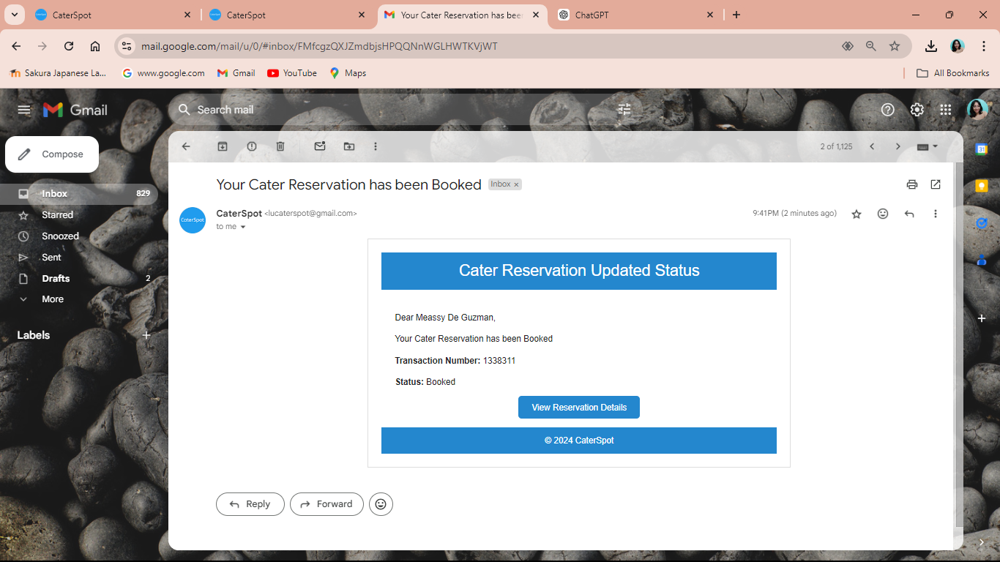 CaterSpot
CaterSpot
Your Cater Reservation has bee
ChatGPT
mail.google.com/mail/u/0/#inbox/FMfcgzQXJZmdbjsHPQQNnWGLHWTKVjWT
Sakura Japanese La...
www.google.com
Gmail
YouTube
Maps
All Bookmarks
Gmail
Search mail
Compose
2 of 1,125
Inbox 829
Starred
Snoozed
Sent
Drafts 2
More
Labels
Your Cater Reservation has been Booked
Inbox x
CaterSpot
CaterSpot <lucaterspot@gmail.com>
9:41 PM (2 minutes ago)
to me
Cater Reservation Updated Status
Dear Meassy De Guzman,
Your Cater Reservation has been Booked
Transaction Number: 1338311
Status: Booked
View Reservation Details
© 2024 CaterSpot
Reply
Forward